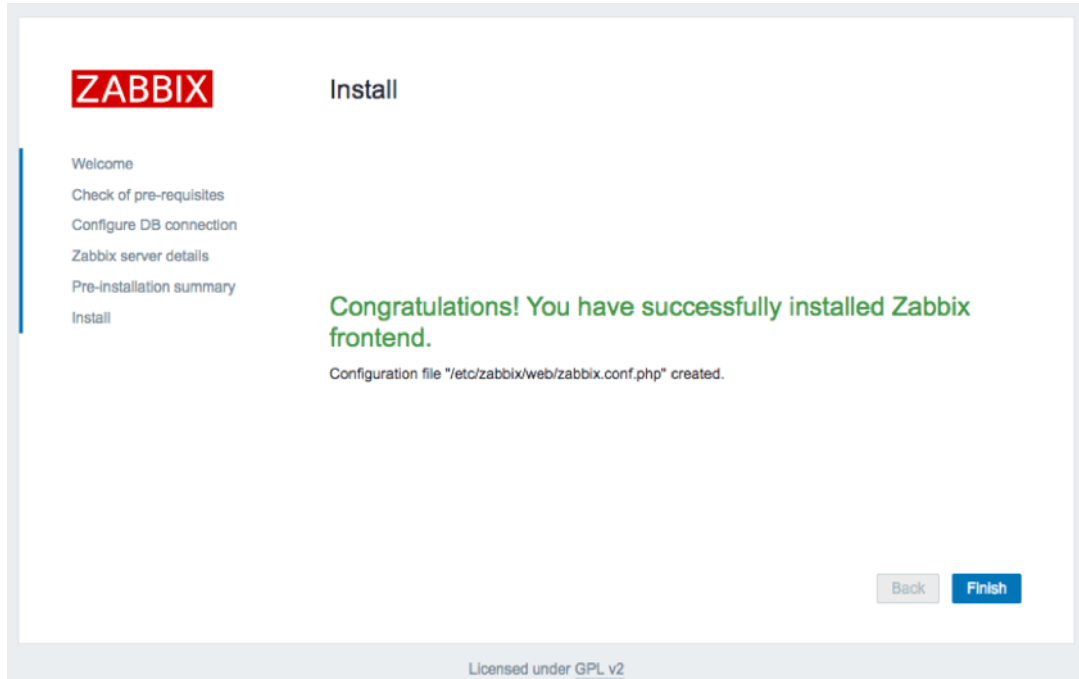 ZABBIX
Install
Welcome
Check of pre-requisites
Configure DB connection
Zabbix server details
Pre-installation summary
Install
Congratulations! You have successfully installed Zabbix
frontend.
Configuration file "/etc/zabbix/web/zabbix.conf.php" created.
Back
Finish
Licensed under GPL v2